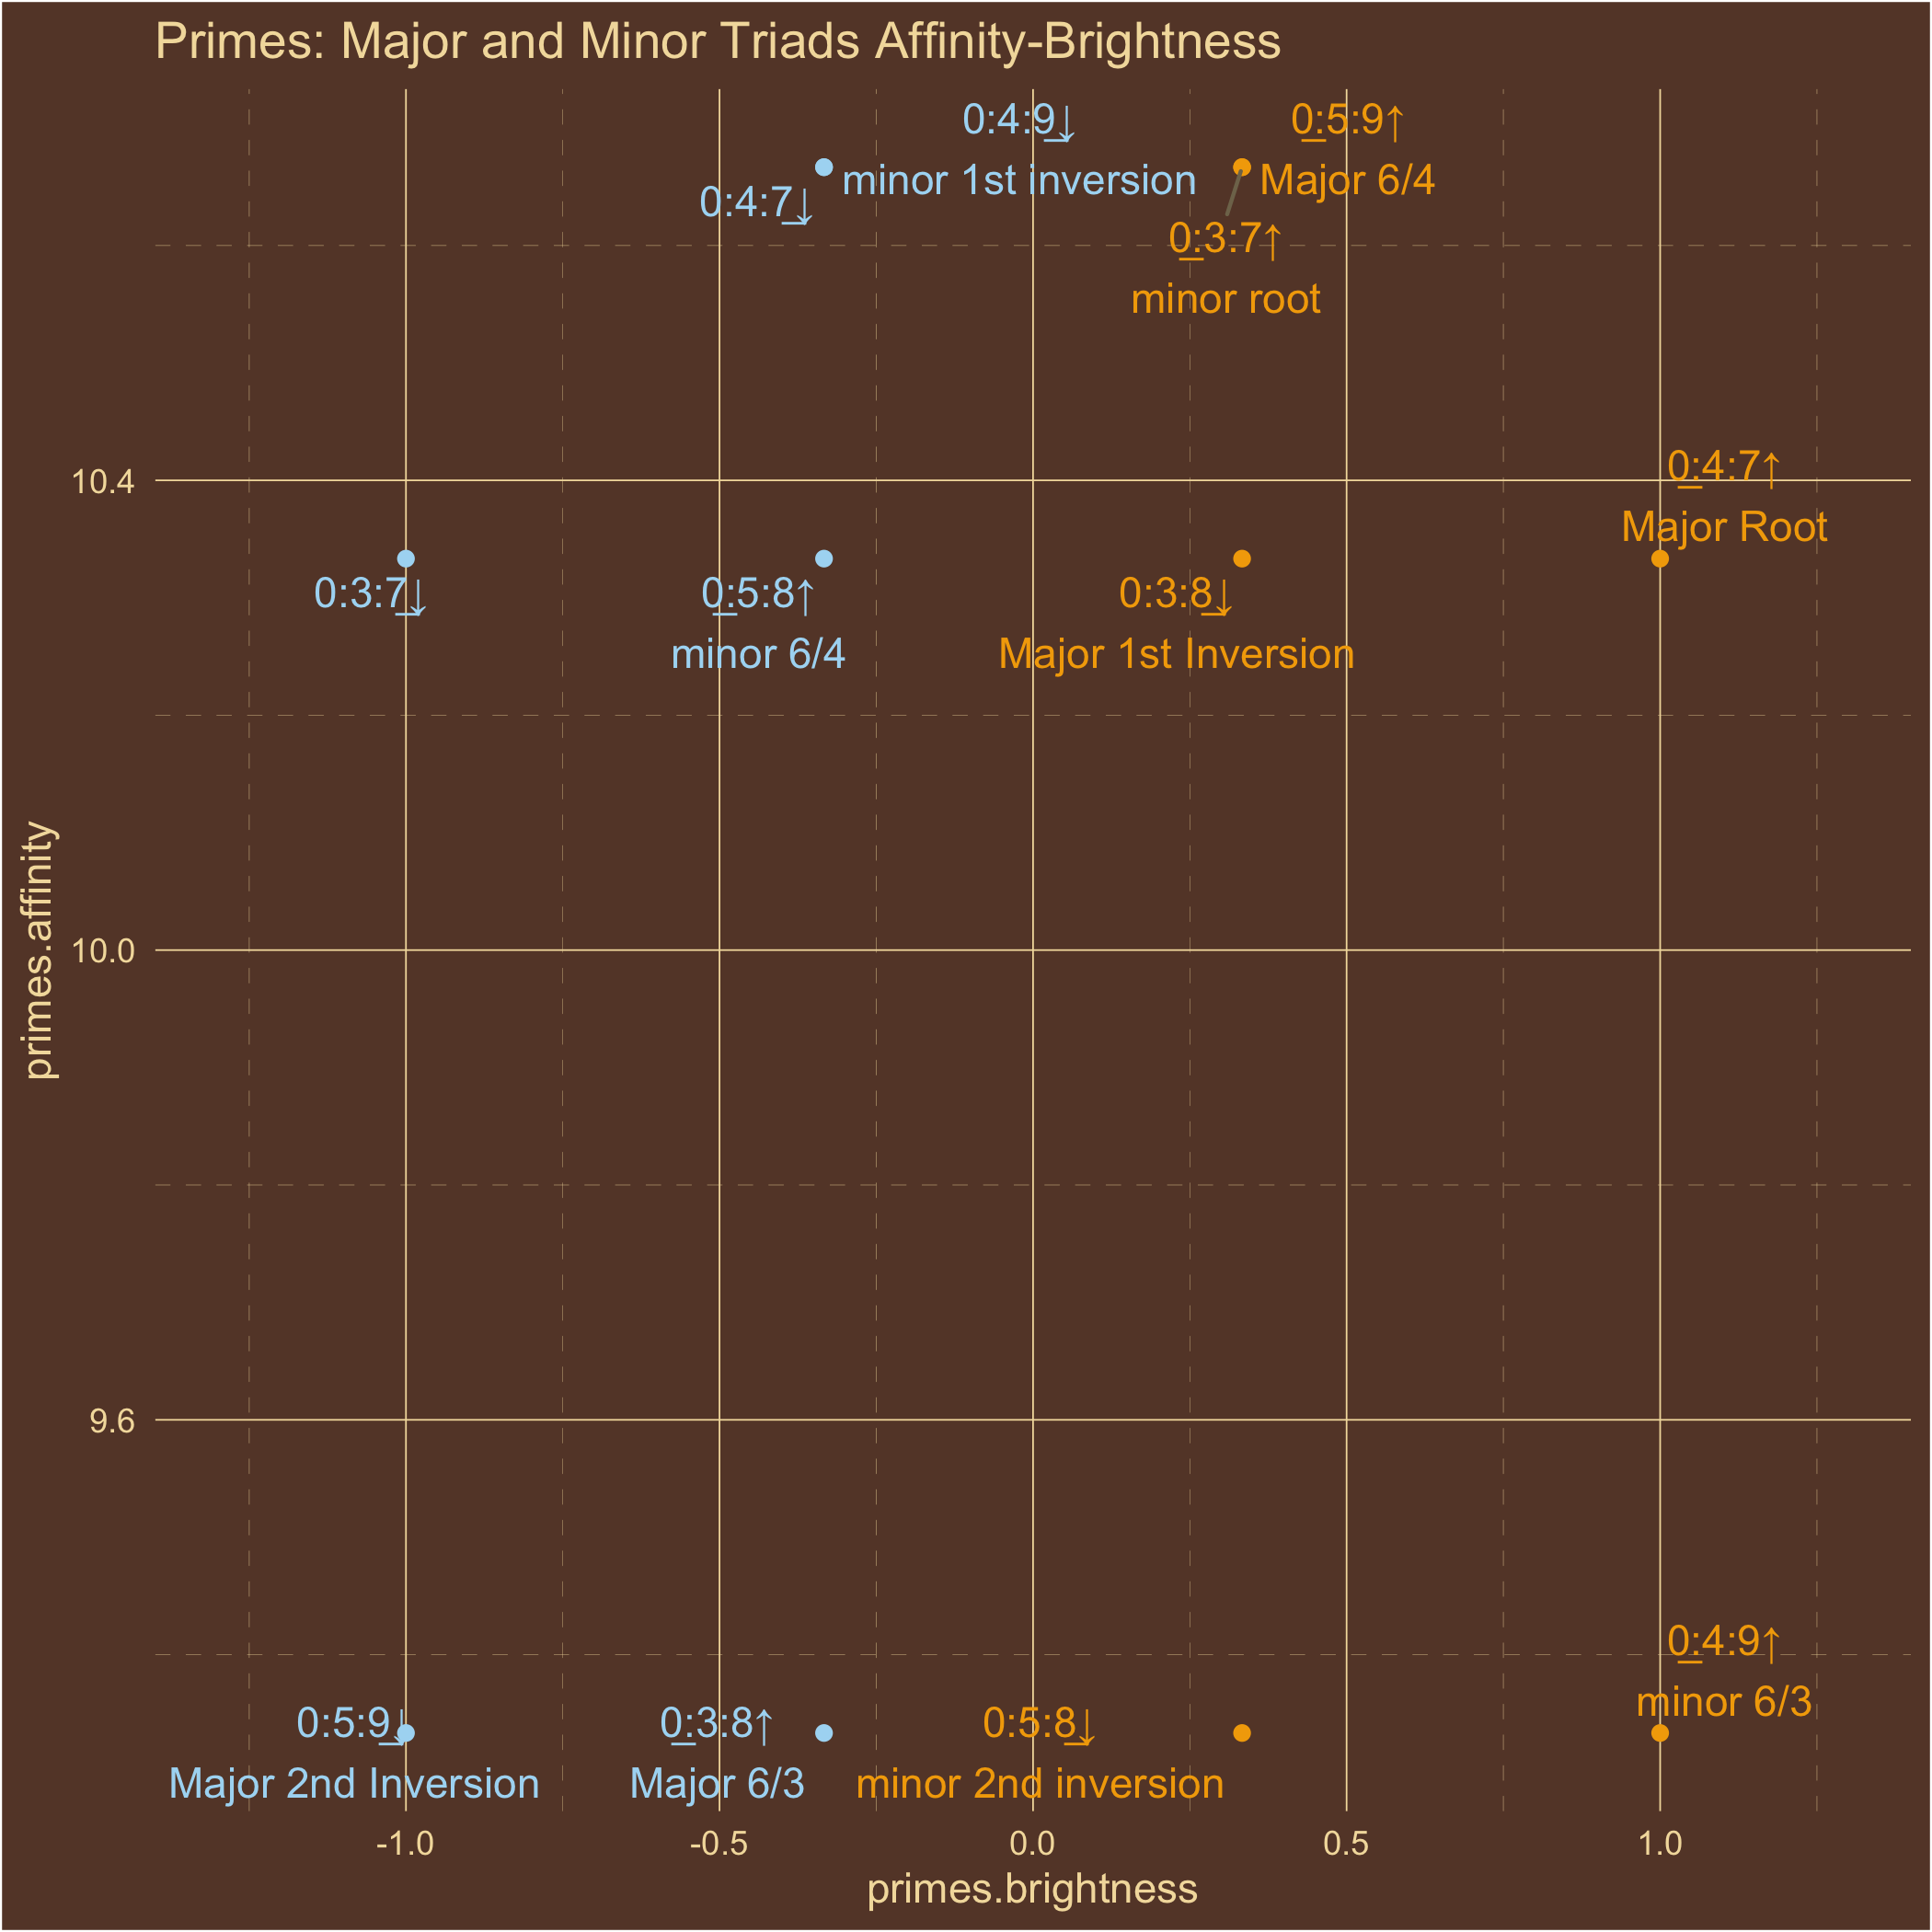 Primes: Major and Minor Triads Affinity-Brightness
0:4:9↓
minor 1st inversion
0:5:9↑
Major 6/4
0:4:7↓
0:3:7↑
minor root
10.4
0:4:7↑
Major Root
0:3:7↓
0:5:8↑
minor 6/4
0:3:8↓
Major 1st Inversion
primes.affinity
10.0
9.6
0:4:9↑
minor 6/3
0:5:9↓
Major 2nd Inversion
0:3:8↑
Major 6/3
0:5:8↓
minor 2nd inversion
-1.0
-0.5
0.0
0.5
1.0
primes.brightness